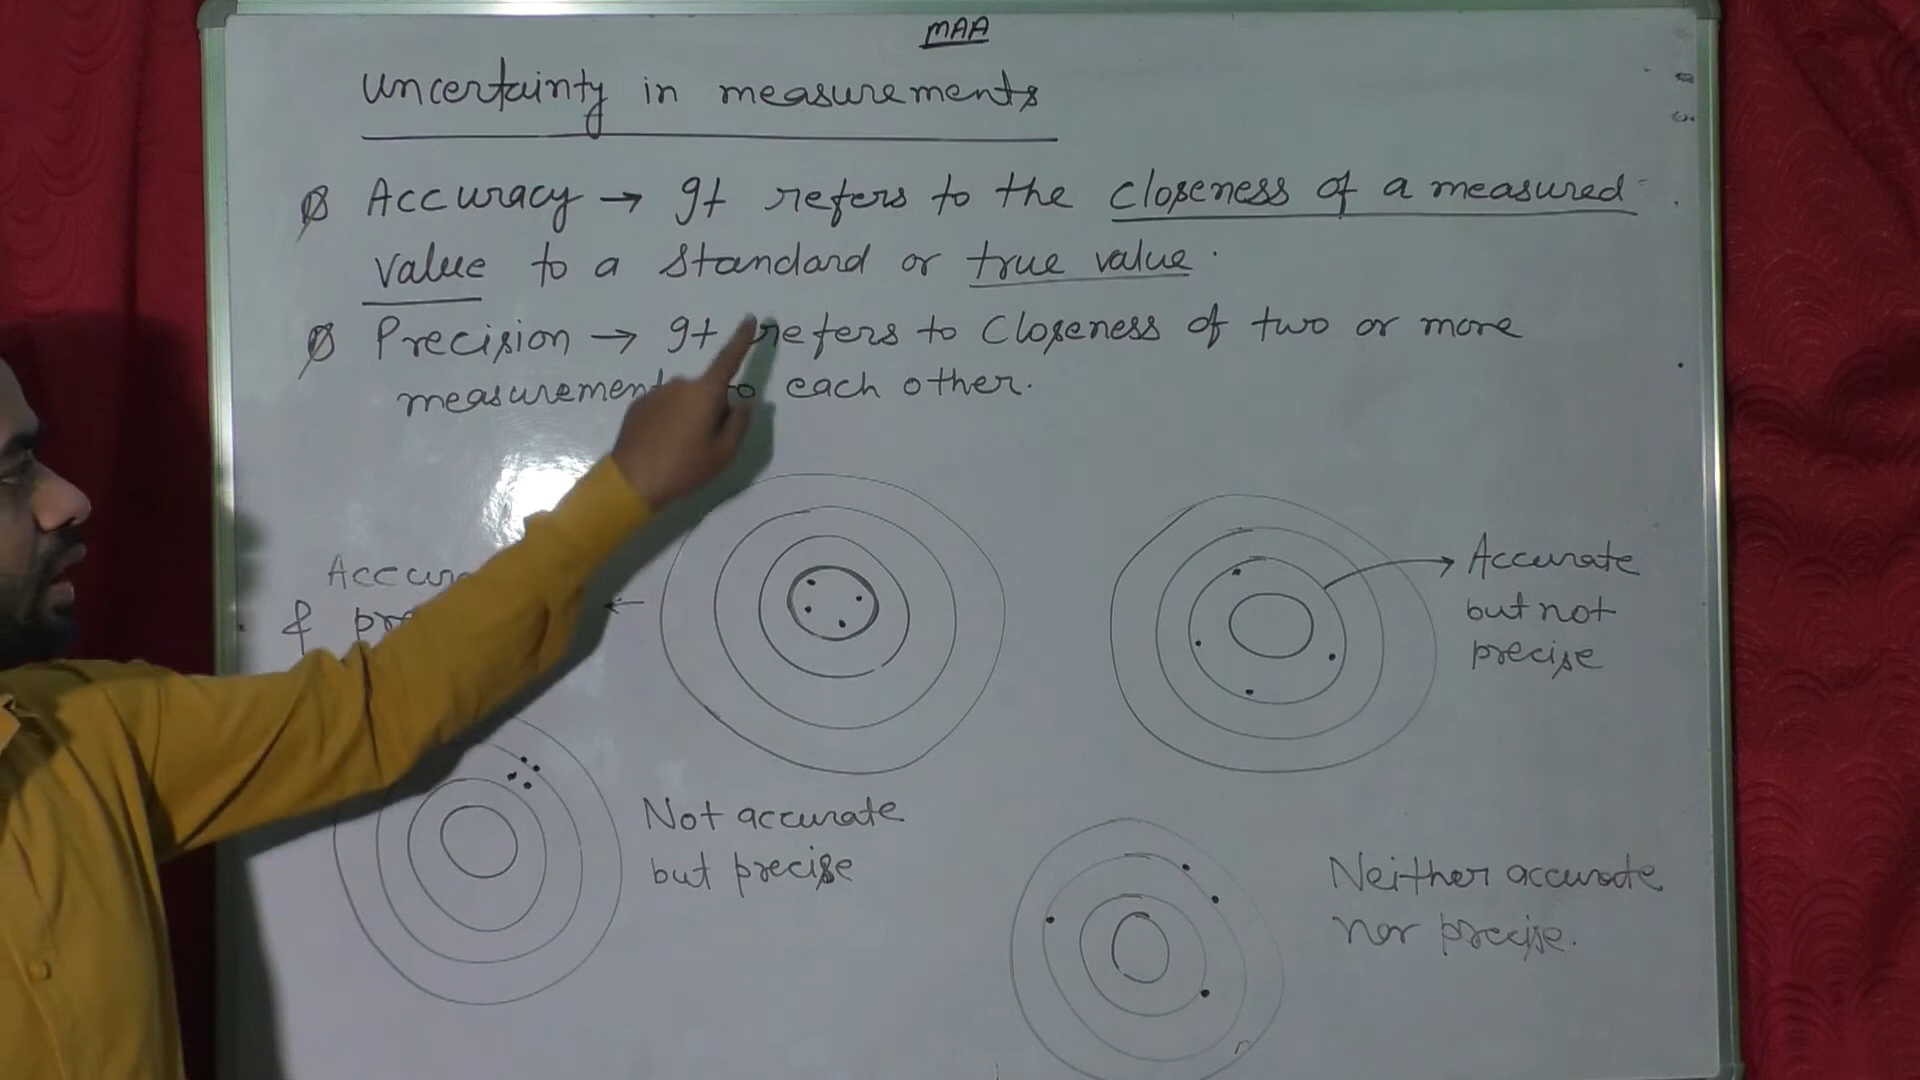 MAA
Uncertainty in measurements
Accuracy → It refers to the closeness of a measured
value to a standard or true value.
Precision → It refers to closeness of two or more
measurement to each other.
Accurate
but not
precise
&
Not accurate
but precise
Neither accurate
nor precise.